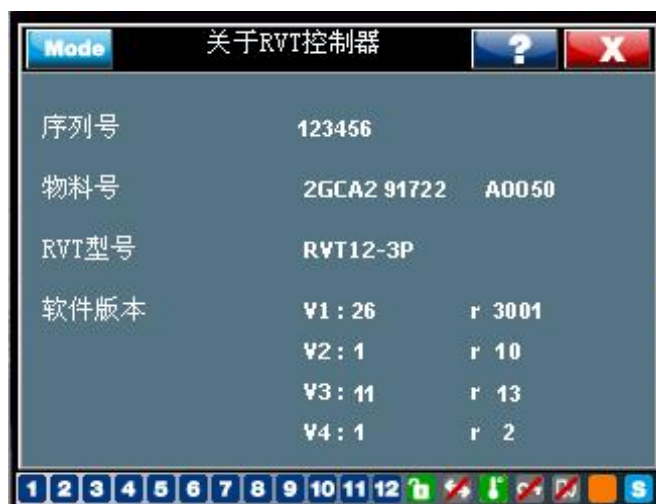 Mode 关于RVT控制器 ? X
序列号 123456
物料号 2GCA2 91722 A0050
RVT型号 RVT12-3P
软件版本 V1:26 r 3001
V2:1 r 10
V3:11 r 13
V4:1 r 2
1 2 3 4 5 6 7 8 9 10 11 12 S